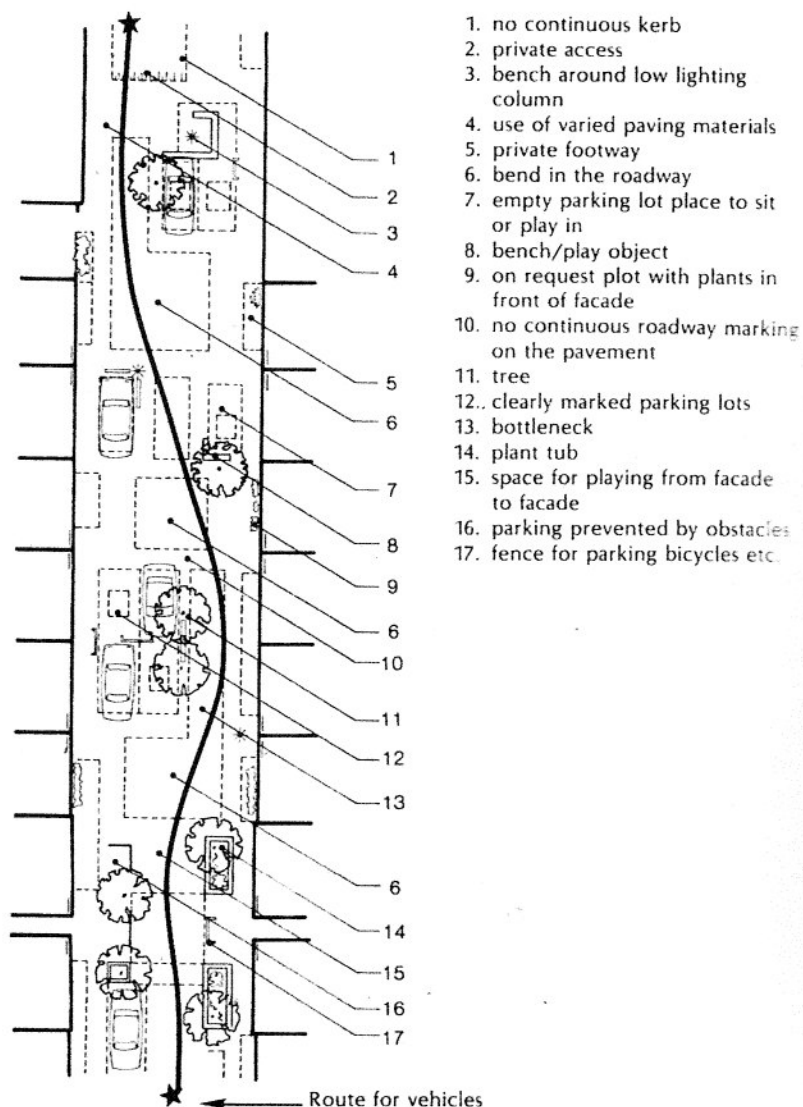 1
2
3
4
5
6
7
8
9
6
10
11
12
13
6
14
15
16
17
Route for vehicles
1. no continuous kerb
2. private access
3. bench around low lighting
column
4. use of varied paving materials
5. private footway
6. bend in the roadway
7. empty parking lot place to sit
or play in
8. bench/play object
9. on request plot with plants in
front of facade
10. no continuous roadway marking
on the pavement
11. tree
12.. clearly marked parking lots
13. bottleneck
14. plant tub
15. space for playing from facade
to facade
16. parking prevented by obstacles
17. fence for parking bicycles etc.